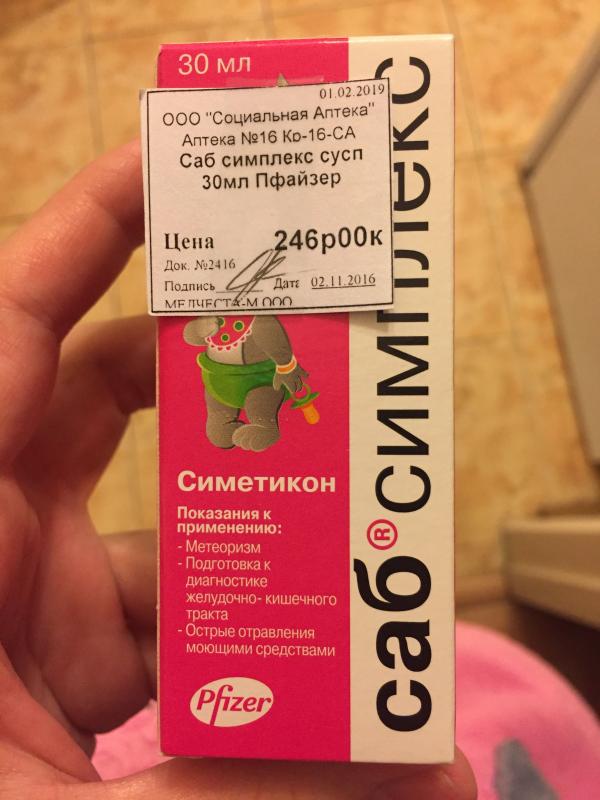 30 мл
01.02.2019
ООО "Социальная Аптека"
Аптека №16 Кр-16-СА
Саб симплекс сусп
30мл Пфайзер
Цена 246р00к
Док. №2416
Подпись Дата 02.11.2016
МЕДЧЕСТА-М ООО
Симетикон
Показания к
применению:
- Метеоризм
- Подготовка к
диагностике
желудочно- кишечного
тракта
- Острые отравления
моющими средствами
Pfizer
саб® симплекс